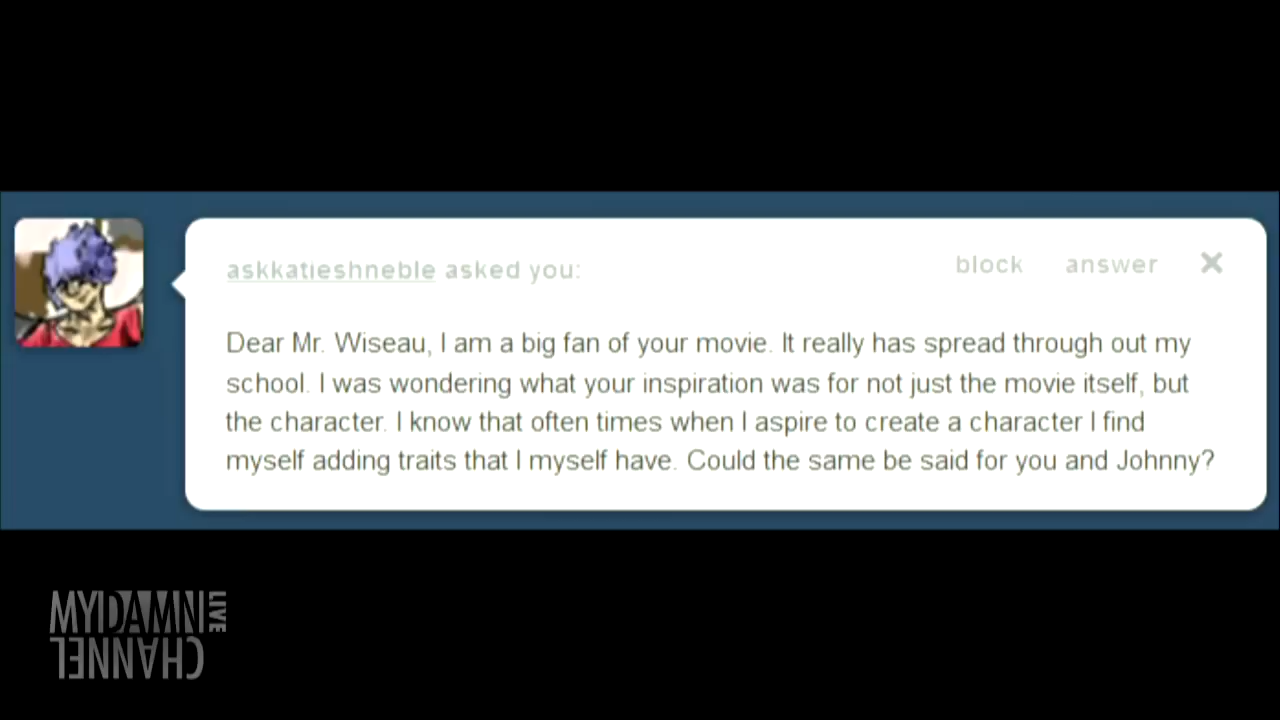 askkatieshneble asked you:
block answer ×
Dear Mr. Wiseau, I am a big fan of your movie. It really has spread through out my
school. I was wondering what your inspiration was for not just the movie itself, but
the character. I know that often times when I aspire to create a character I find
myself adding traits that I myself have. Could the same be said for you and Johnny?
MYDAMN LIVE
CHANNEL